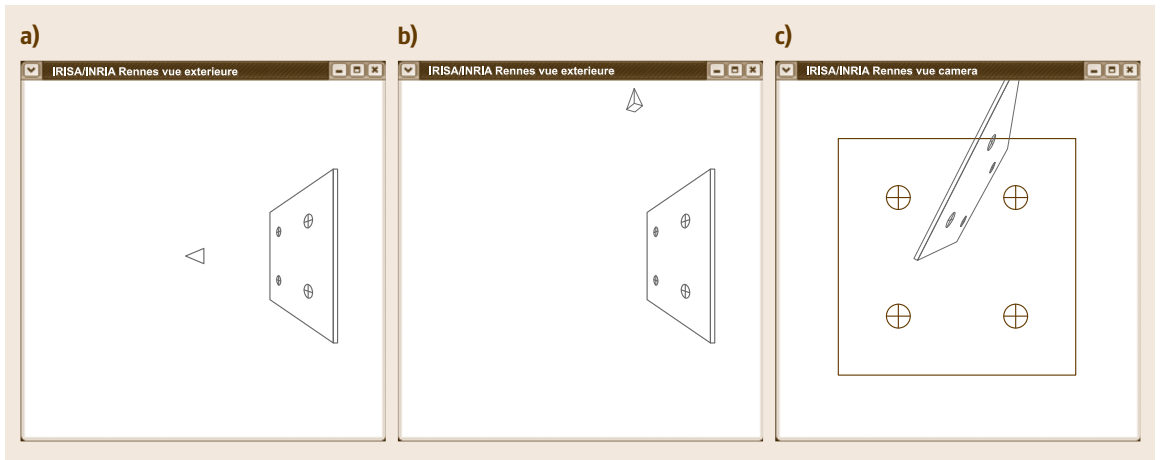 a)
b)
c)
IRISA/INRIA Rennes vue exterieure
IRISA/INRIA Rennes vue exterieure
IRISA/INRIA Rennes vue camera